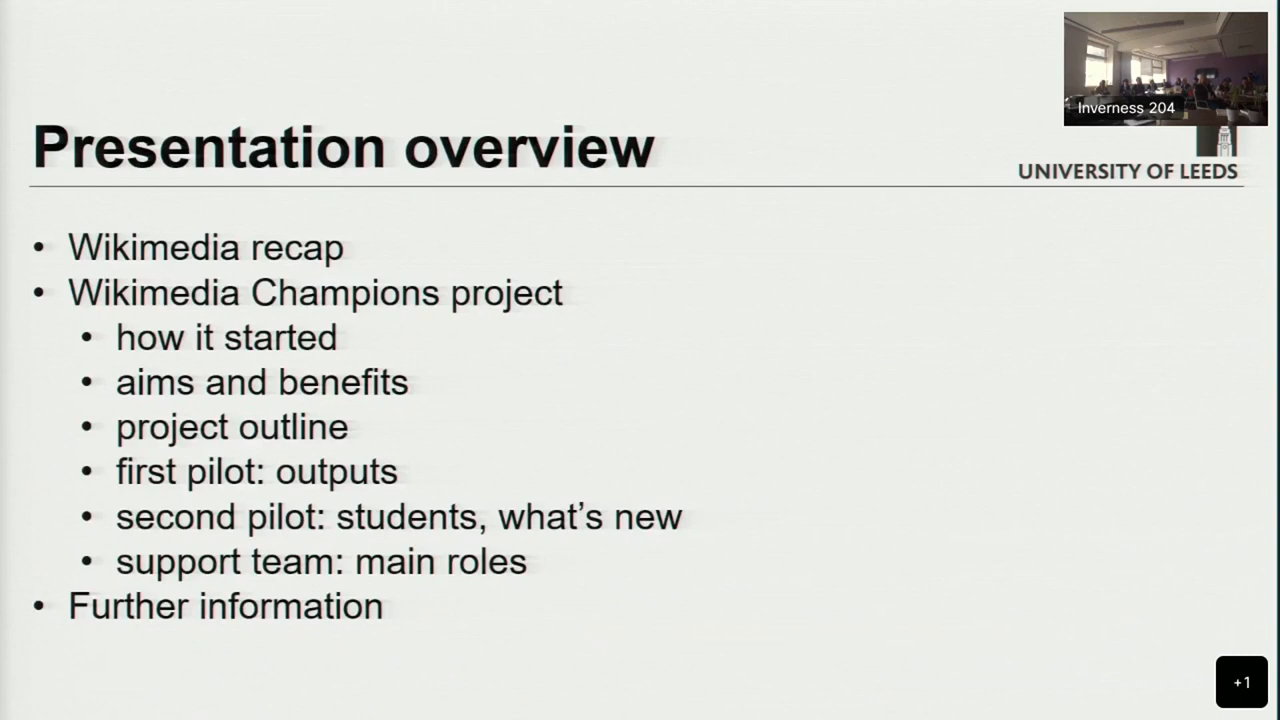 Inverness 204
Presentation overview
UNIVERSITY OF LEEDS
• Wikimedia recap
• Wikimedia Champions project
• how it started
• aims and benefits
• project outline
• first pilot: outputs
• second pilot: students, what’s new
• support team: main roles
• Further information
+1